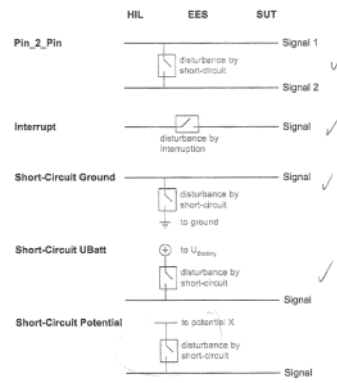 HIL EES SUT
Pin_2_Pin
Signal 1
disturbance by
short-circuit
Signal 2
Interrupt
Signal
disturbance by
Interruption
Short-Circuit Ground
Signal
disturbance by
short-circuit
to ground
Short-Circuit UBatt
to U Battery
disturbance by
short-circuit
Signal
Short-Circuit Potential
to potential X
disturbance by
short-circuit
Signal